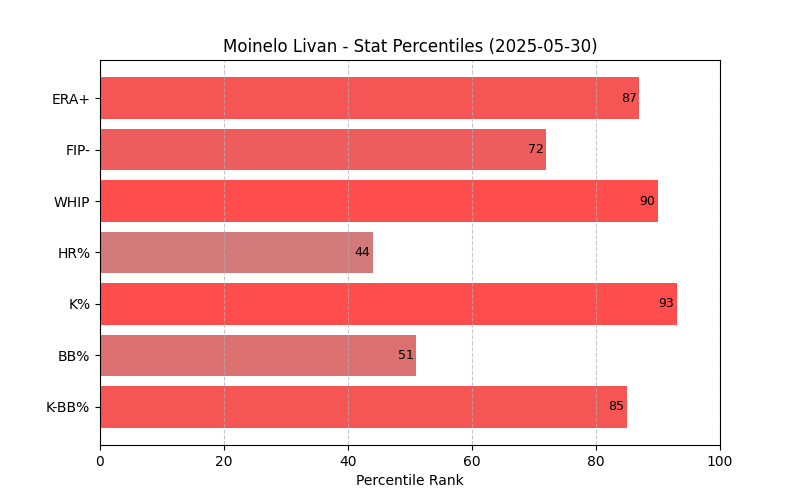 Moinelo Livan - Stat Percentiles (2025-05-30)
ERA+ 87
FIP- 72
WHIP 90
HR% 44
K% 93
BB% 51
K-BB% 85
0 20 40 60 80 100
Percentile Rank